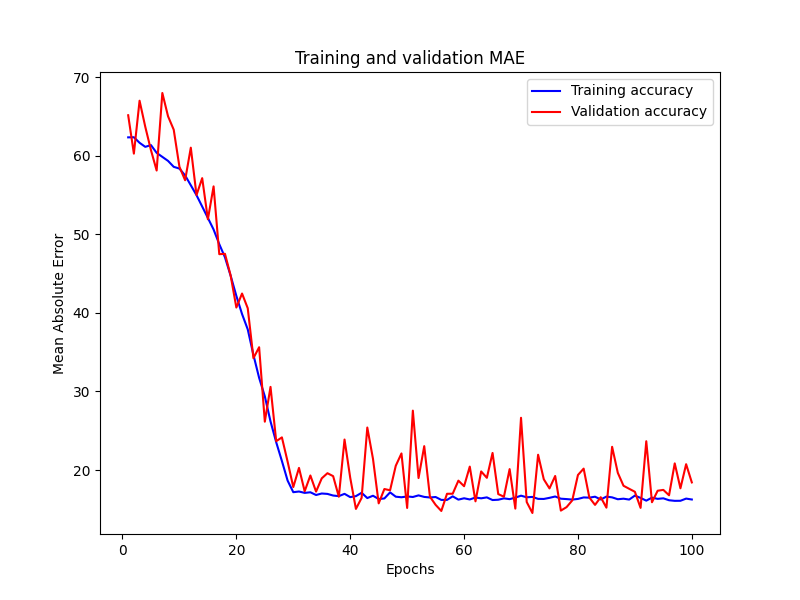 Training and validation MAE
Training accuracy
Validation accuracy
Mean Absolute Error
70
60
50
40
30
20
0
20
40
60
80
100
Epochs